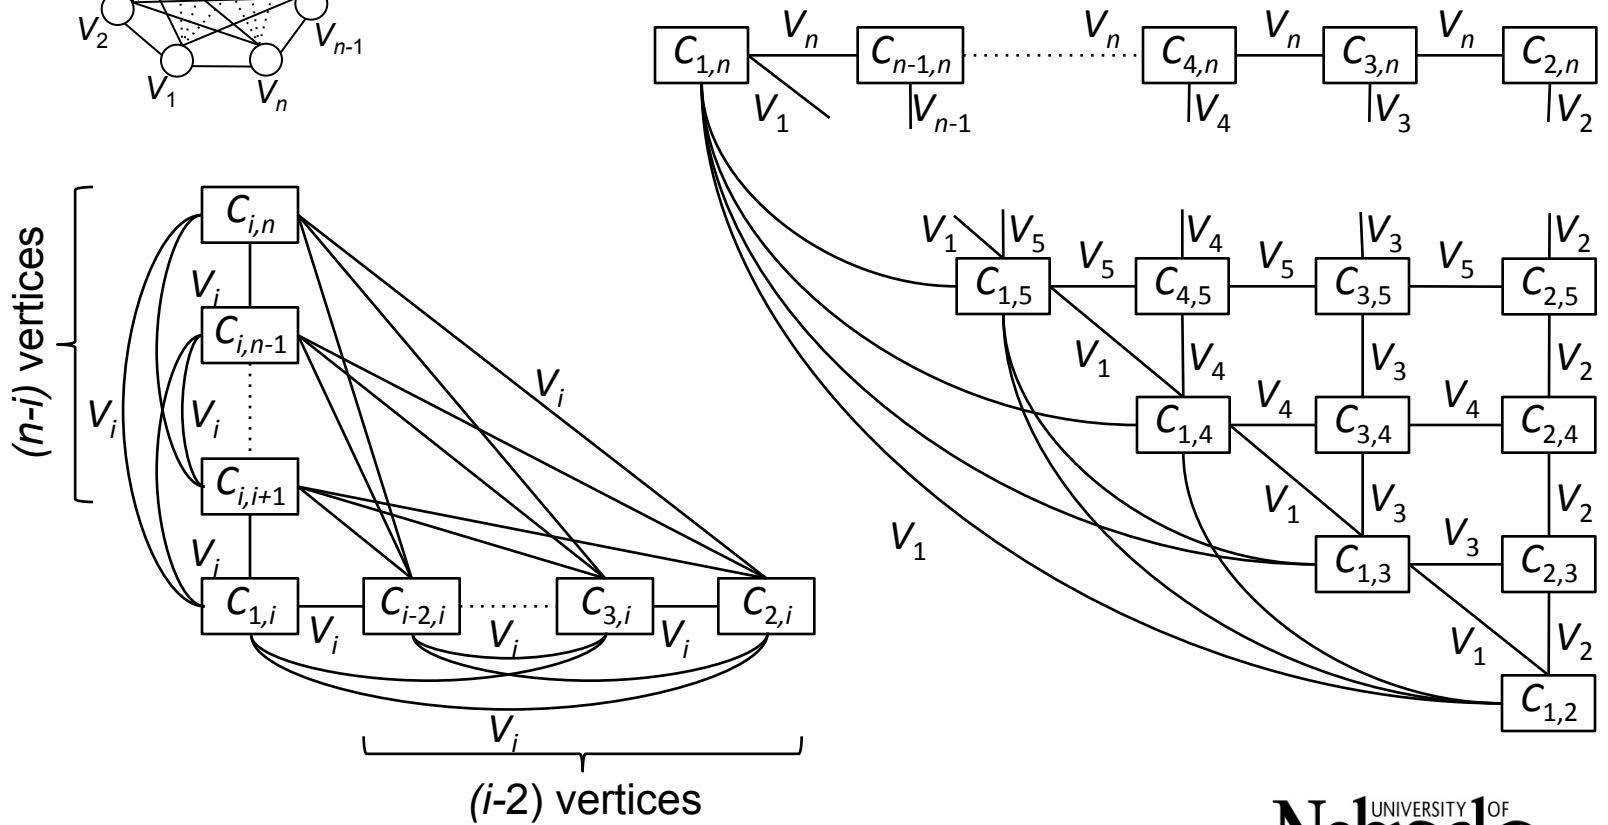 V2
Vn-1
V1
Vn
C1,n
Vn
Cn-1,n
Vn
C4,n
Vn
C3,n
Vn
C2,n
V1
Vn-1
V4
V3
V2
(n-i) vertices
Ci,n
Vi
Ci,n-1
Vi
Vi
Vi
Ci,i+1
Vi
C1,i
Vi
Ci-2,i
Vi
C3,i
Vi
C2,i
Vi
(i-2) vertices
V1
V5
V4
V3
V2
C1,5
V5
C4,5
V5
C3,5
V5
C2,5
V1
V4
V3
V2
C1,4
V4
C3,4
V4
C2,4
V1
V1
V3
V2
C1,3
V3
C2,3
V1
V2
C1,2
UNIVERSITY OF